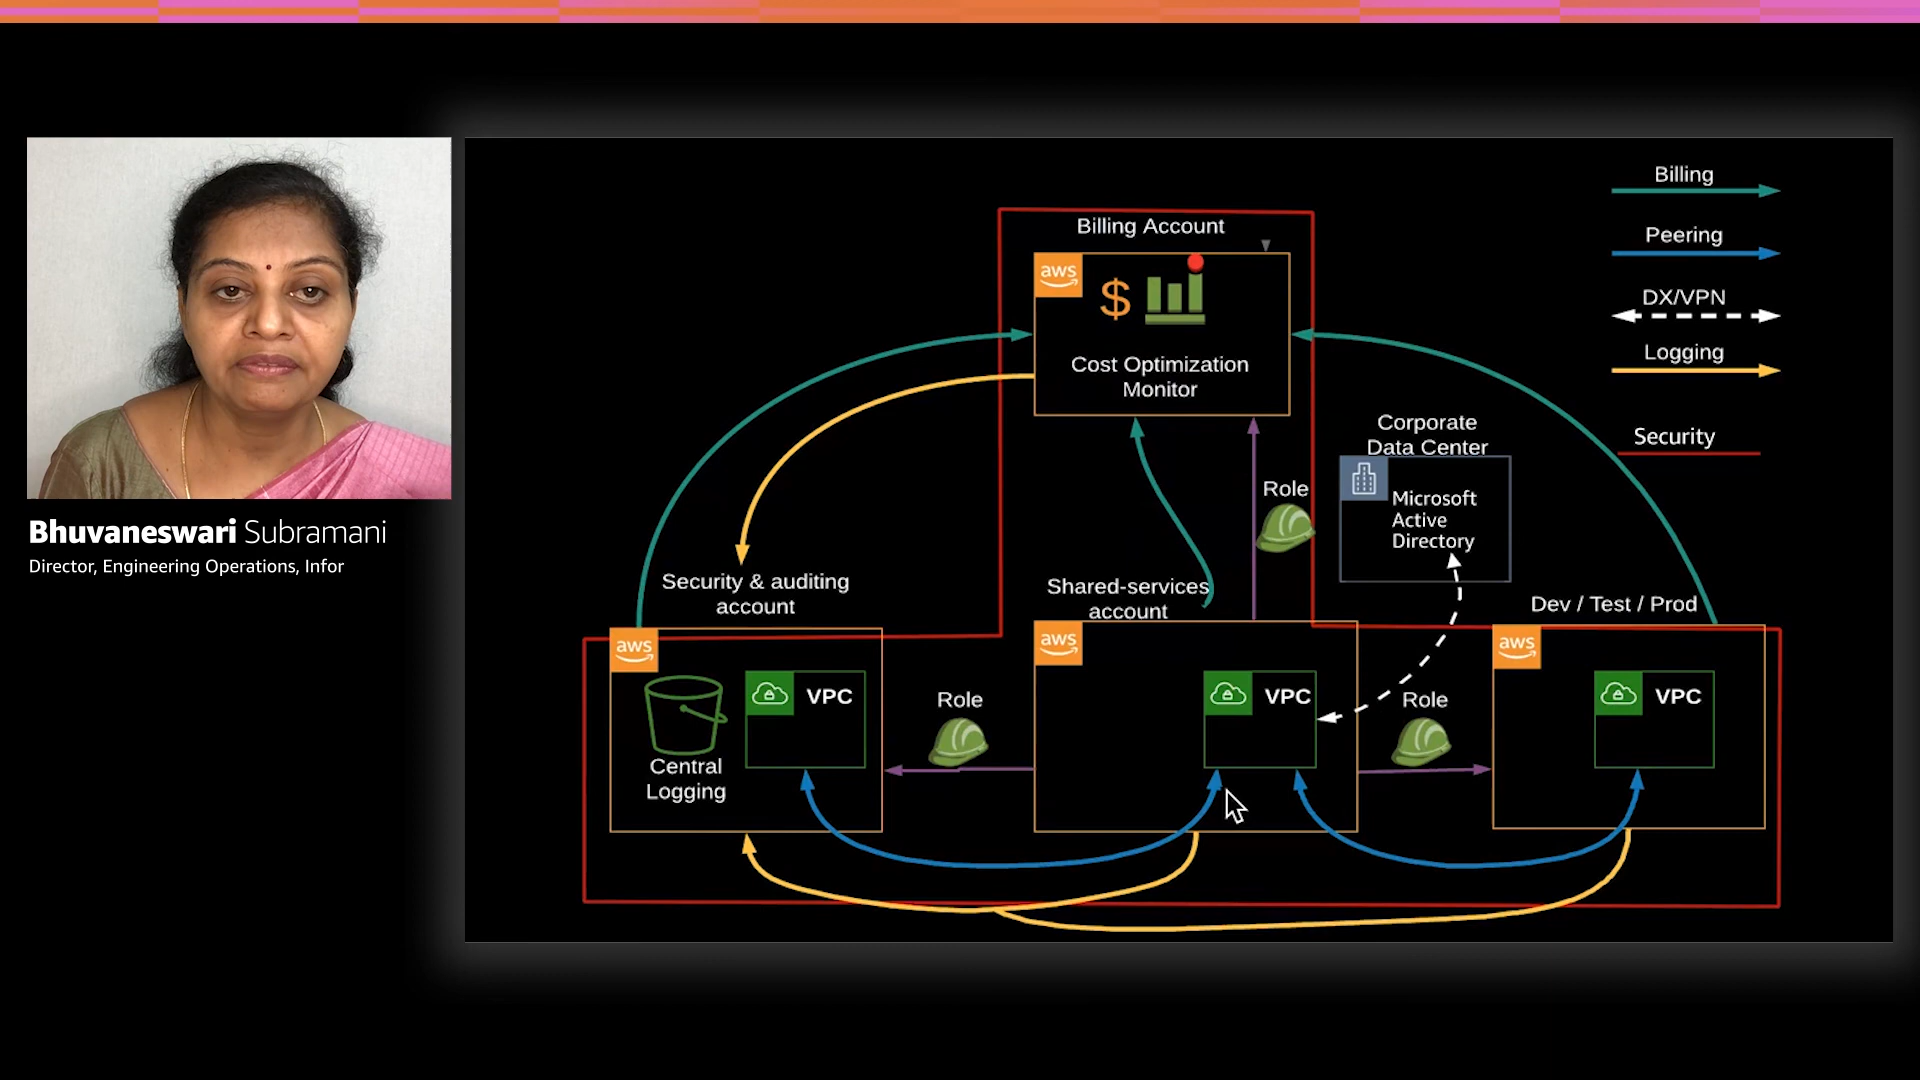 Bhuvaneswari Subramani
Director, Engineering Operations, Infor
Billing
Peering
DX/VPN
Logging
Security
Billing Account
aws
$
Cost Optimization
Monitor
Corporate
Data Center
Microsoft
Active
Directory
Role
Security & auditing
account
aws
VPC
Central
Logging
Role
Shared-services
account
aws
VPC
Role
Dev / Test / Prod
aws
VPC